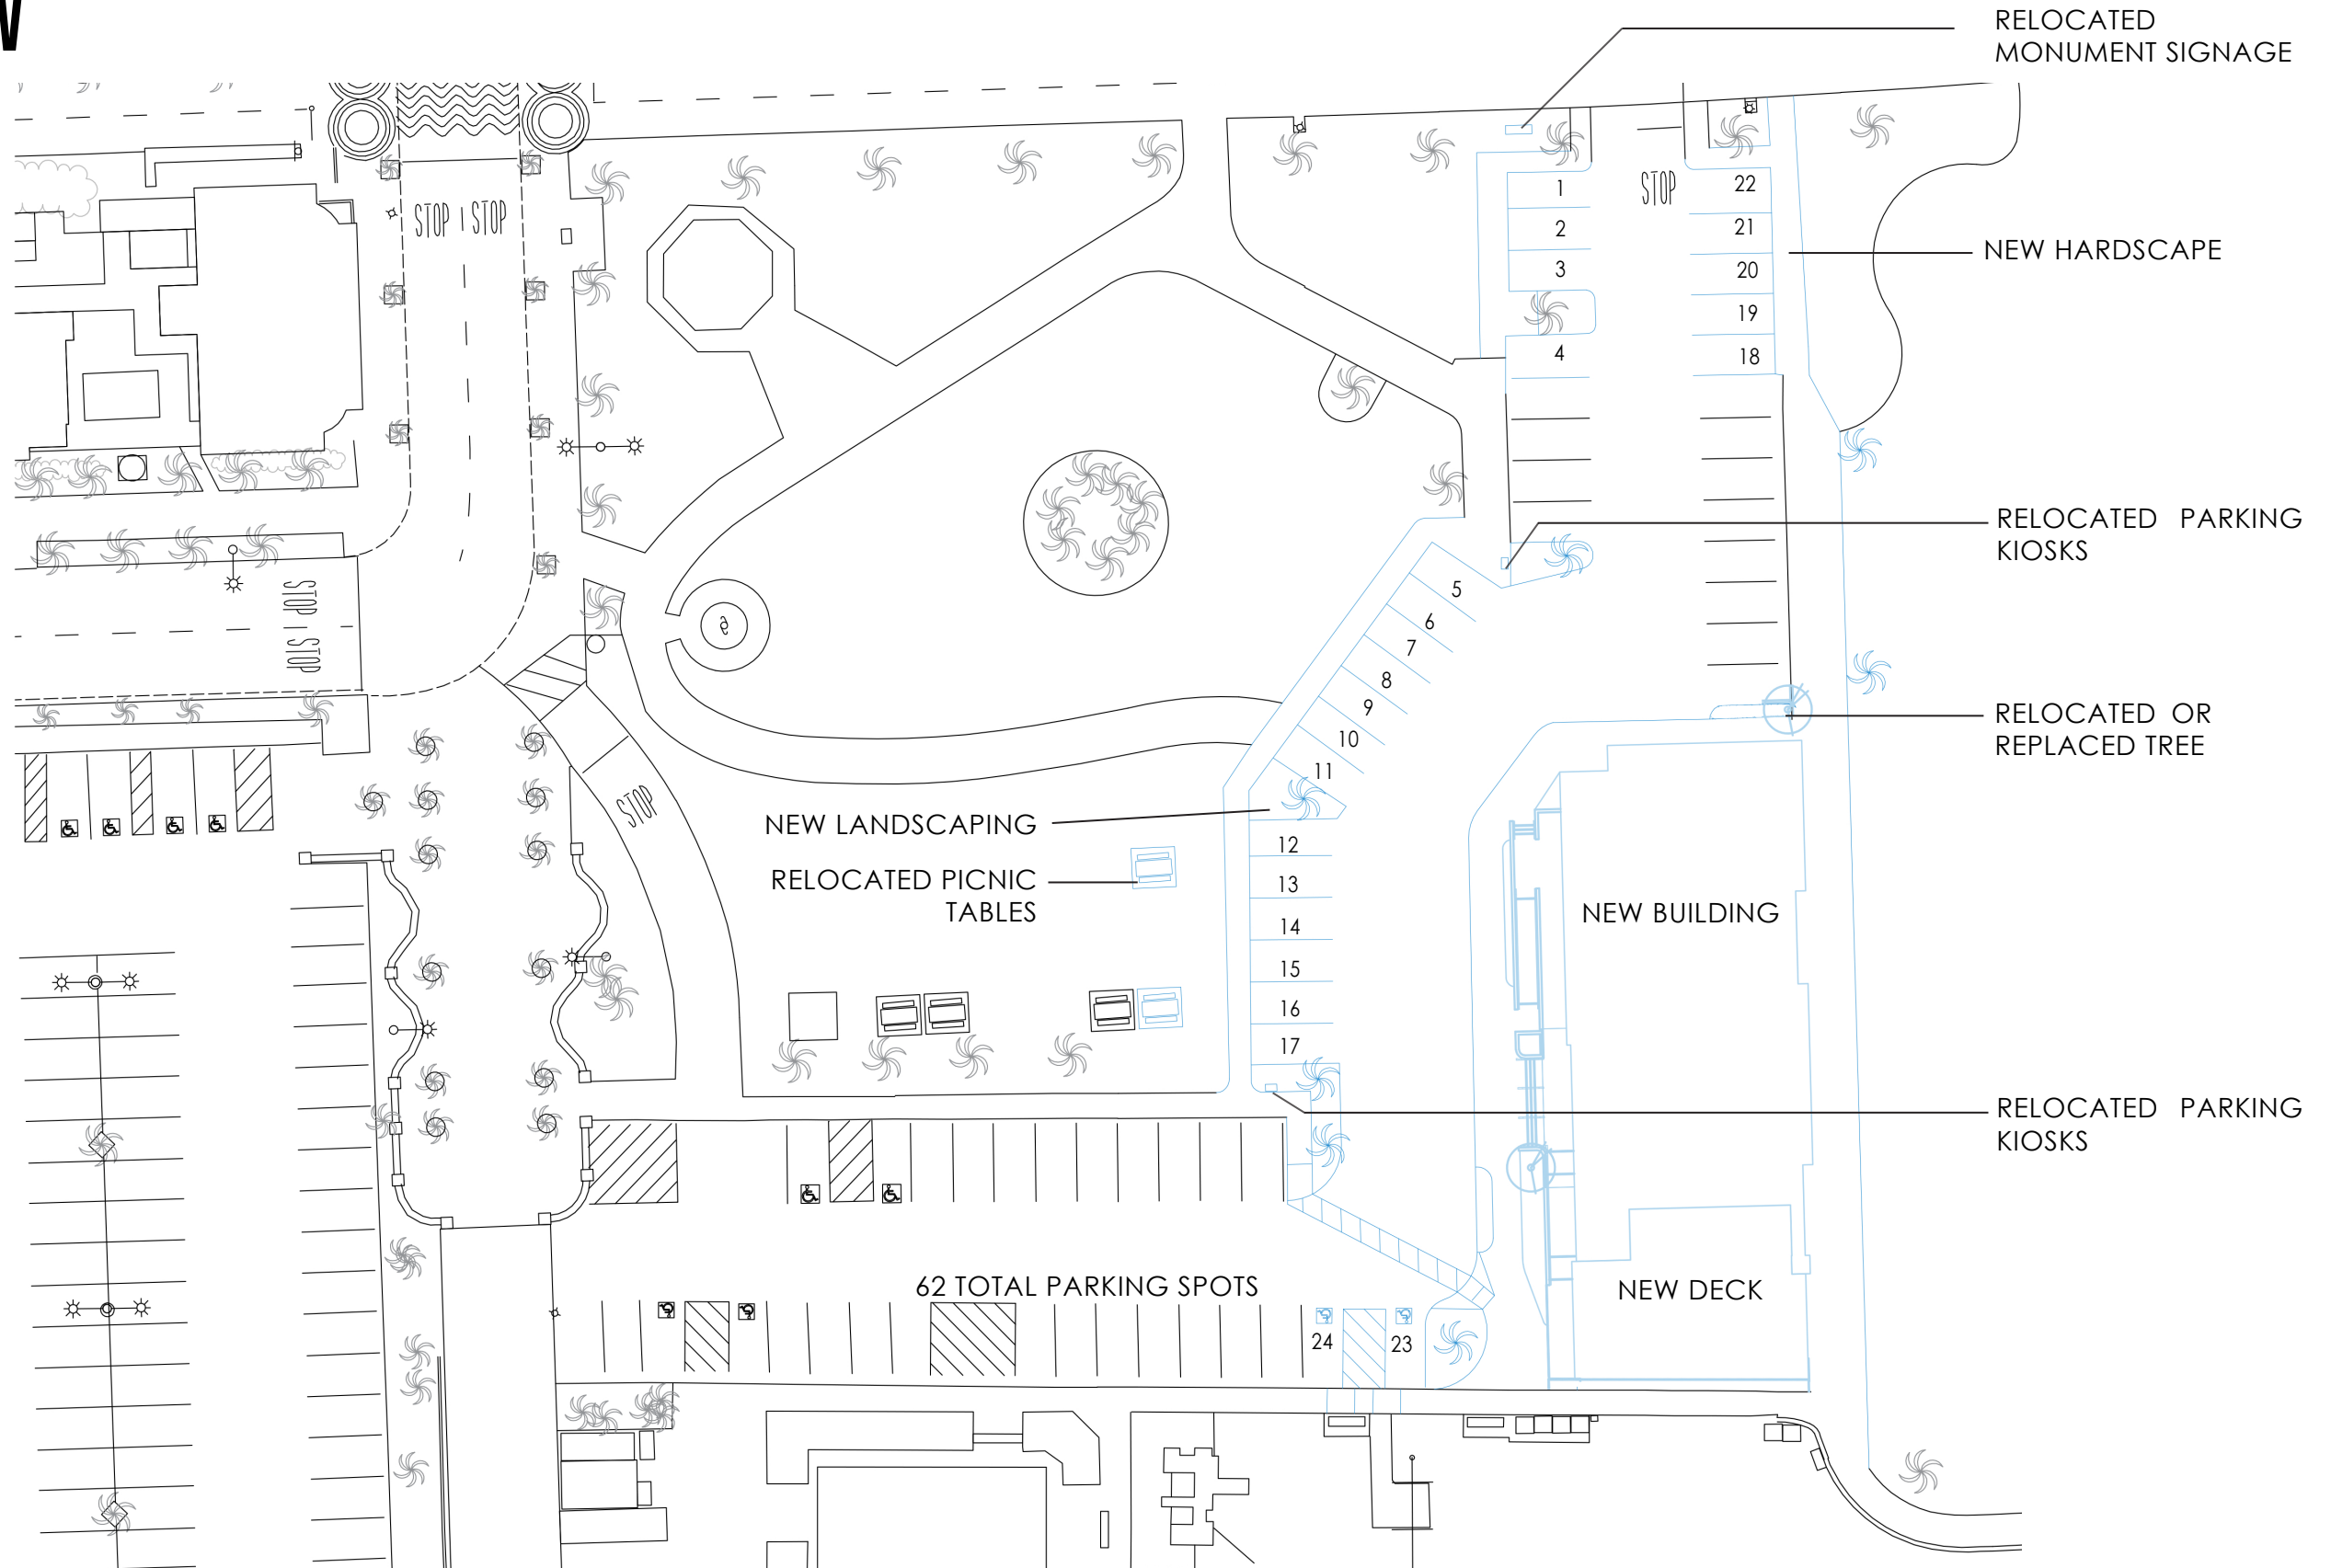 RELOCATED
MONUMENT SIGNAGE
STOP STOP
STOP
1
2
3
4
22
21
20
19
18
NEW HARDSCAPE
RELOCATED PARKING
KIOSKS
5
6
7
8
9
10
11
STOP
STOP
RELOCATED OR
REPLACED TREE
STOP
NEW LANDSCAPING
RELOCATED PICNIC
TABLES
12
13
14
15
16
17
NEW BUILDING
RELOCATED PARKING
KIOSKS
62 TOTAL PARKING SPOTS
NEW DECK
24
23